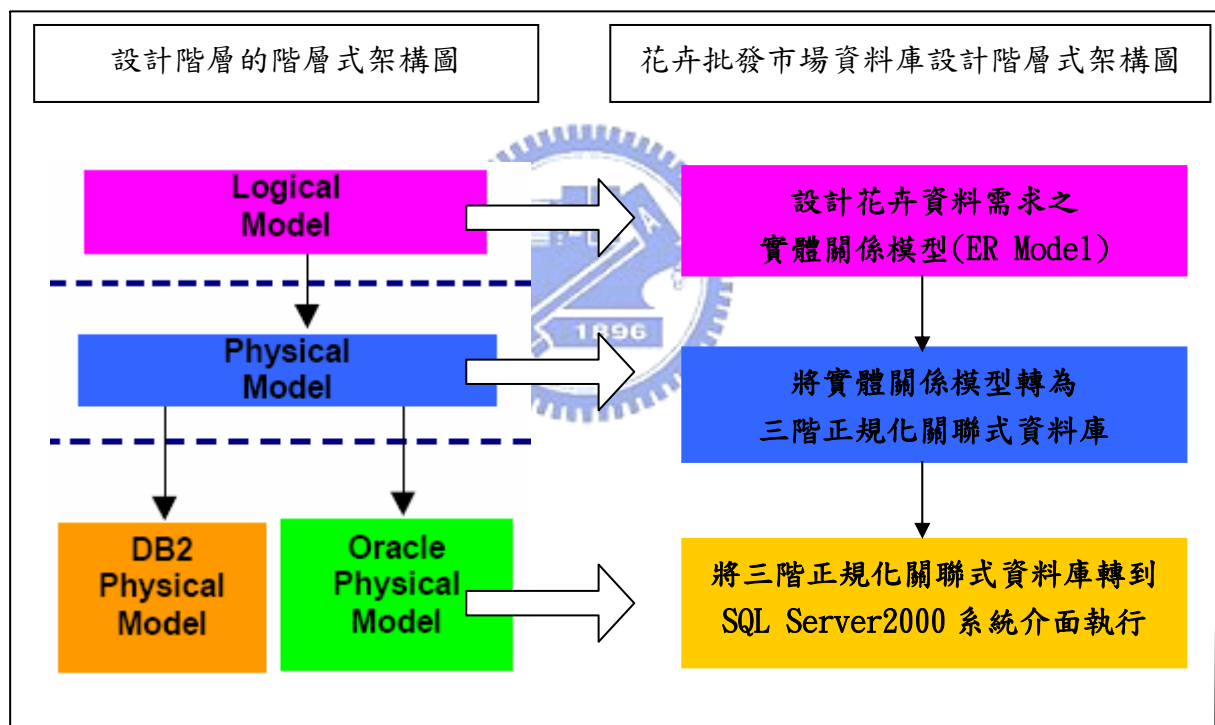 設計階層的階層式架構圖
花卉批發市場資料庫設計階層式架構圖
Logical
Model
設計花卉資料需求之
實體關係模型(ER Model)
1896
Physical
Model
將實體關係模型轉為
三階正規化關聯式資料庫
DB2
Physical
Model
Oracle
Physical
Model
將三階正規化關聯式資料庫轉到
SQL Server2000 系統介面執行